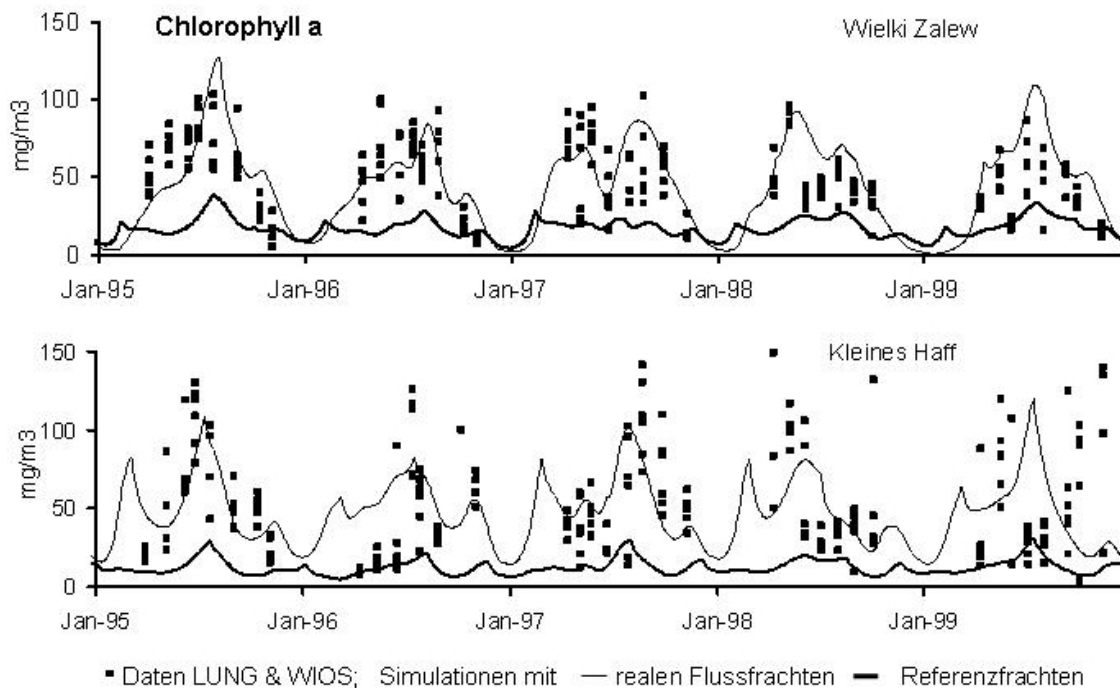 Chlorophyll a
Wielki Zalew
mg/m3
150
100
50
0
Jan-95 Jan-96 Jan-97 Jan-98 Jan-99
Kleines Haff
mg/m3
150
100
50
0
Jan-95 Jan-96 Jan-97 Jan-98 Jan-99
Daten LUNG & WIOS; Simulationen mit realen Flussfrachten Referenzfrachten